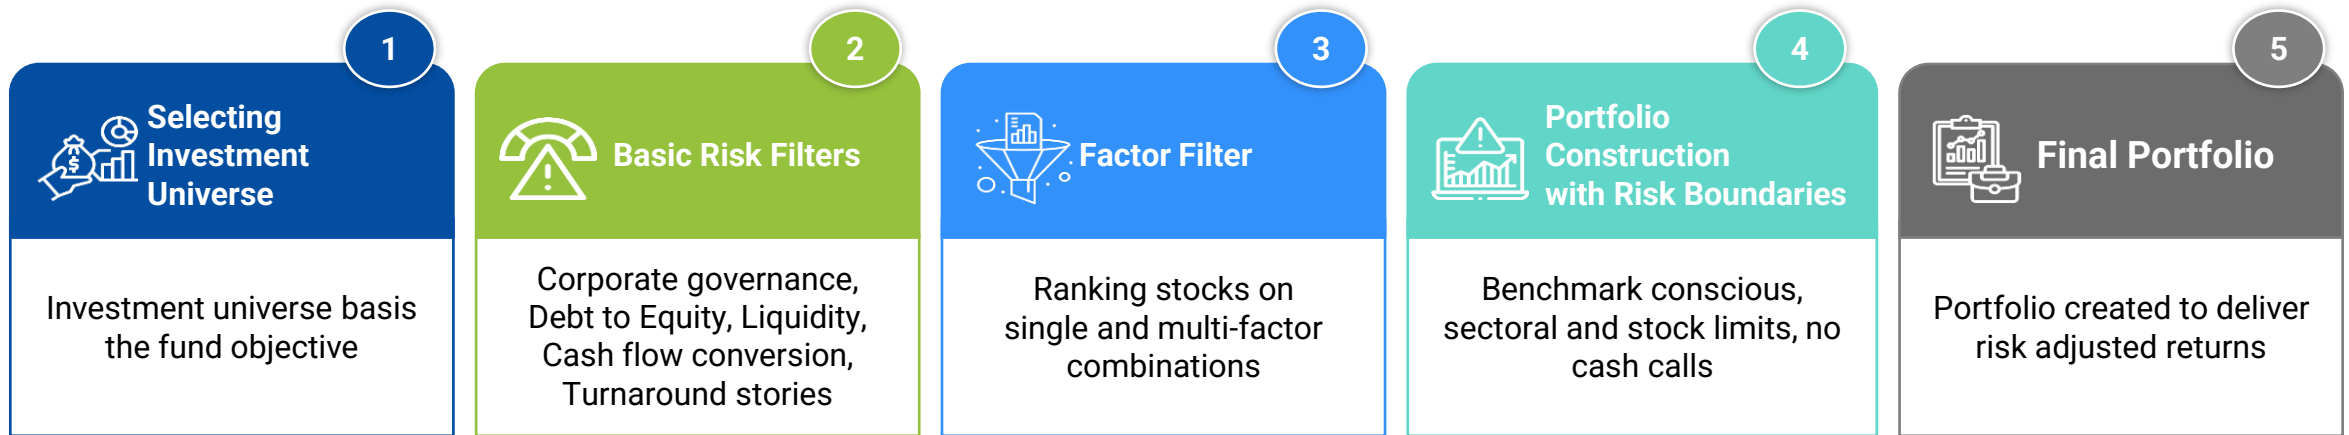 1
Selecting
Investment
Universe
Investment universe basis
the fund objective
2
Basic Risk Filters
Corporate governance,
Debt to Equity, Liquidity,
Cash flow conversion,
Turnaround stories
3
Factor Filter
Ranking stocks on
single and multi-factor
combinations
4
Portfolio
Construction
with Risk Boundaries
Benchmark conscious,
sectoral and stock limits, no
cash calls
5
Final Portfolio
Portfolio created to deliver
risk adjusted returns